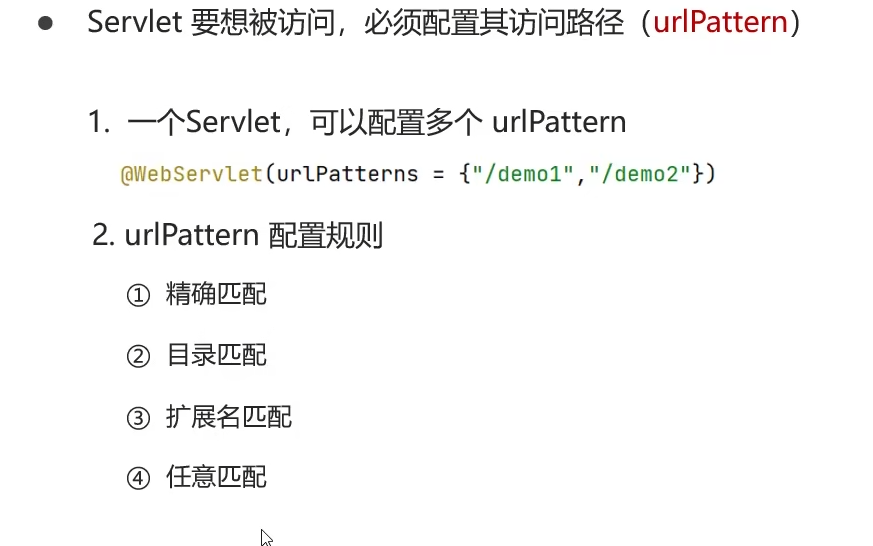 ● Servlet 要想被访问，必须配置其访问路径（urlPattern）
1. 一个Servlet，可以配置多个 urlPattern
@WebServlet(urlPatterns = {"/demo1","/demo2"})
2. urlPattern 配置规则
① 精确匹配
② 目录匹配
③ 扩展名匹配
④ 任意匹配